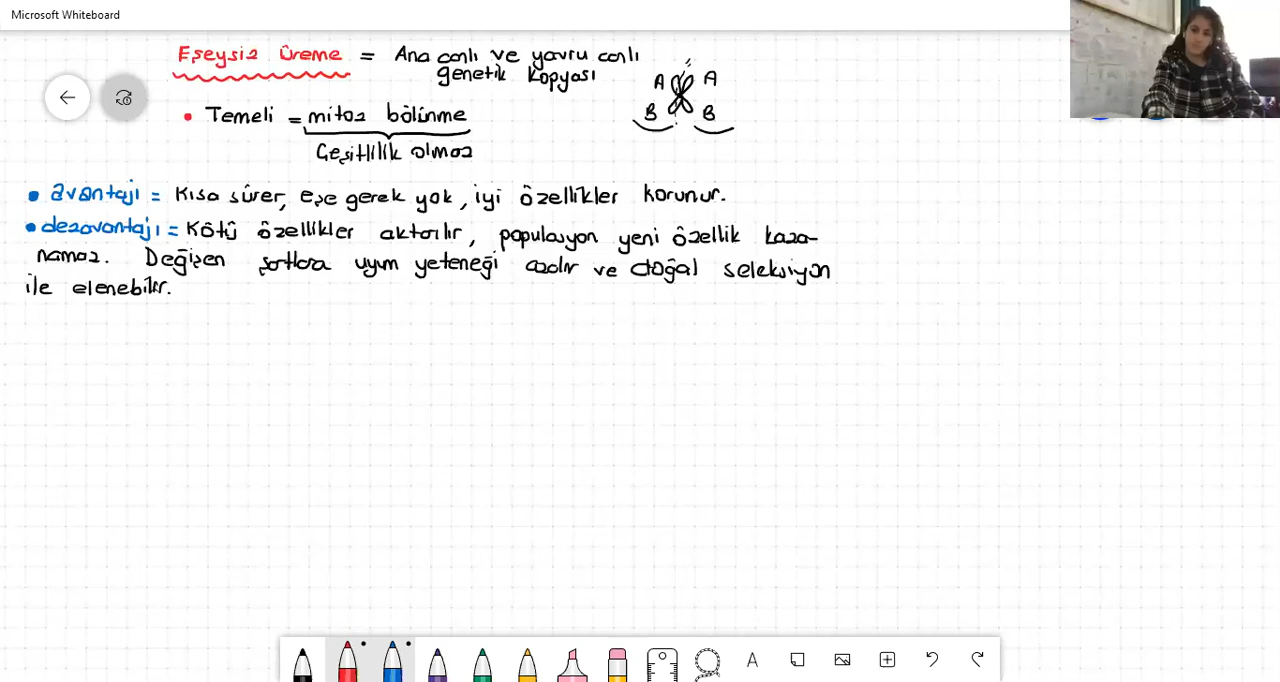 Microsoft Whiteboard
Eşeysiz Üreme = Ana canlı ve yavru canlı
genetik kopyası
A A
B B
• Temeli = mitoz bölünme
Çeşitlilik olmaz
• avantajı = Kısa sürer, eşe gerek yok, iyi özellikler korunur.
• dezavantajı = Kötü özellikler aktarılır, populasyon yeni özellik kaza-
namaz. Değişen şartlara uyum yeteneği azdır ve doğal seleksiyon
ile elenebilir.
A